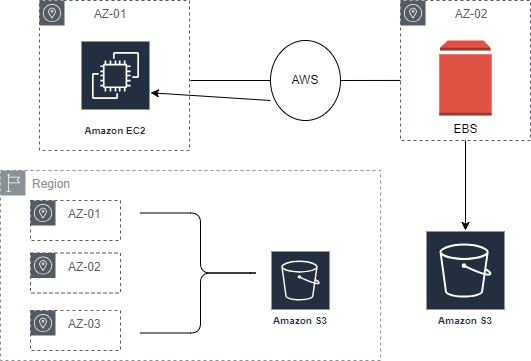 AZ-01
AZ-02
AWS
Amazon EC2
EBS
Region
AZ-01
AZ-02
AZ-03
Amazon S3
Amazon S3